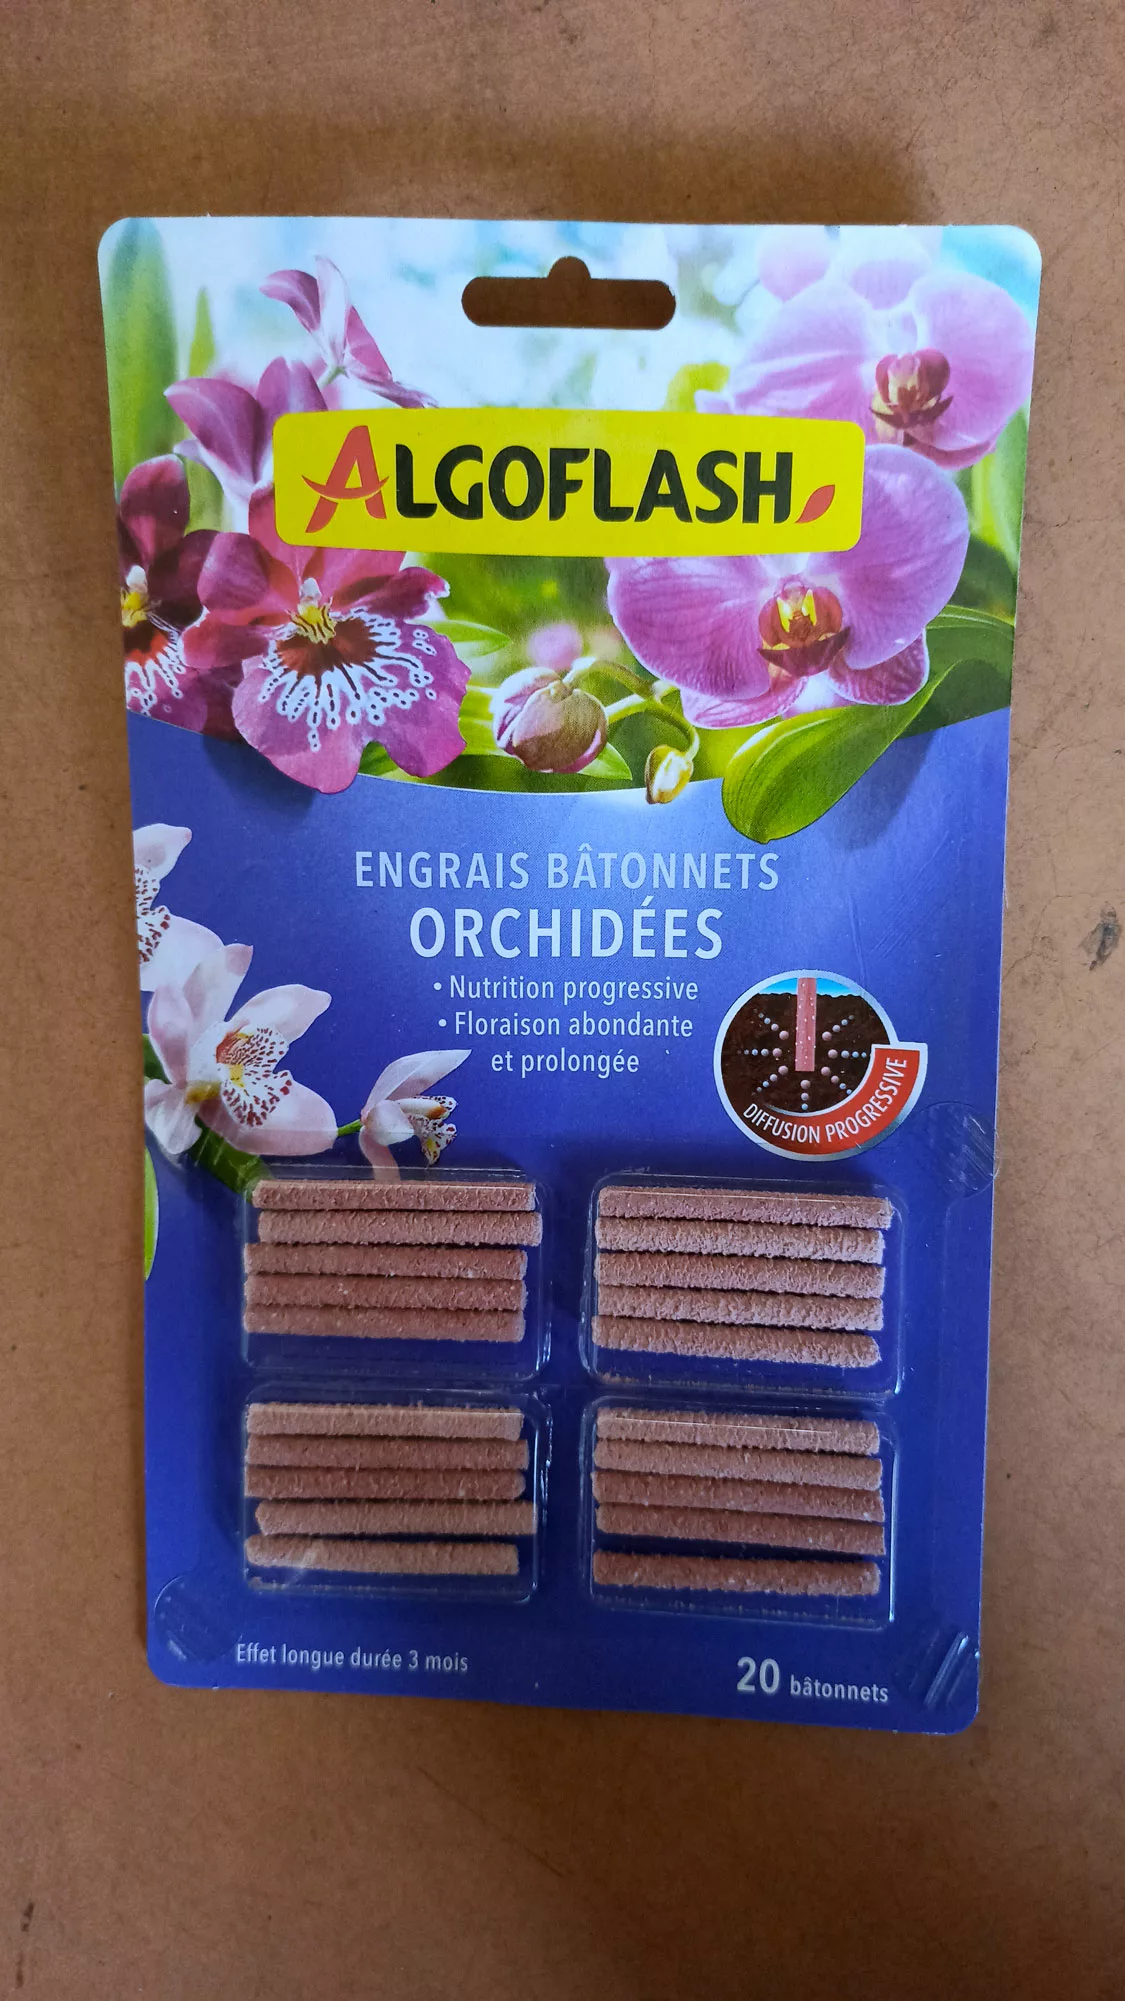 ALGOFLASH
ENGRAIS BÂTONNETS
ORCHIDÉES
• Nutrition progressive
• Floraison abondante
et prolongée
DIFFUSION PROGRESSIVE
Effet longue durée 3 mois
20 bâtonnets